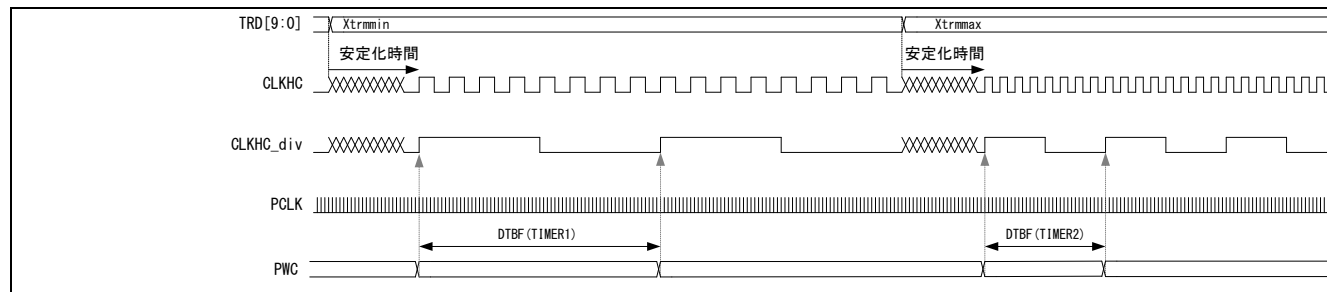 TRD[9:0]
Xtrmmin
Xtrmmax
安定化時間
安定化時間
CLKHC
CLKHC_div
PCLK
DTBF(TIMER1)
DTBF(TIMER2)
PWC